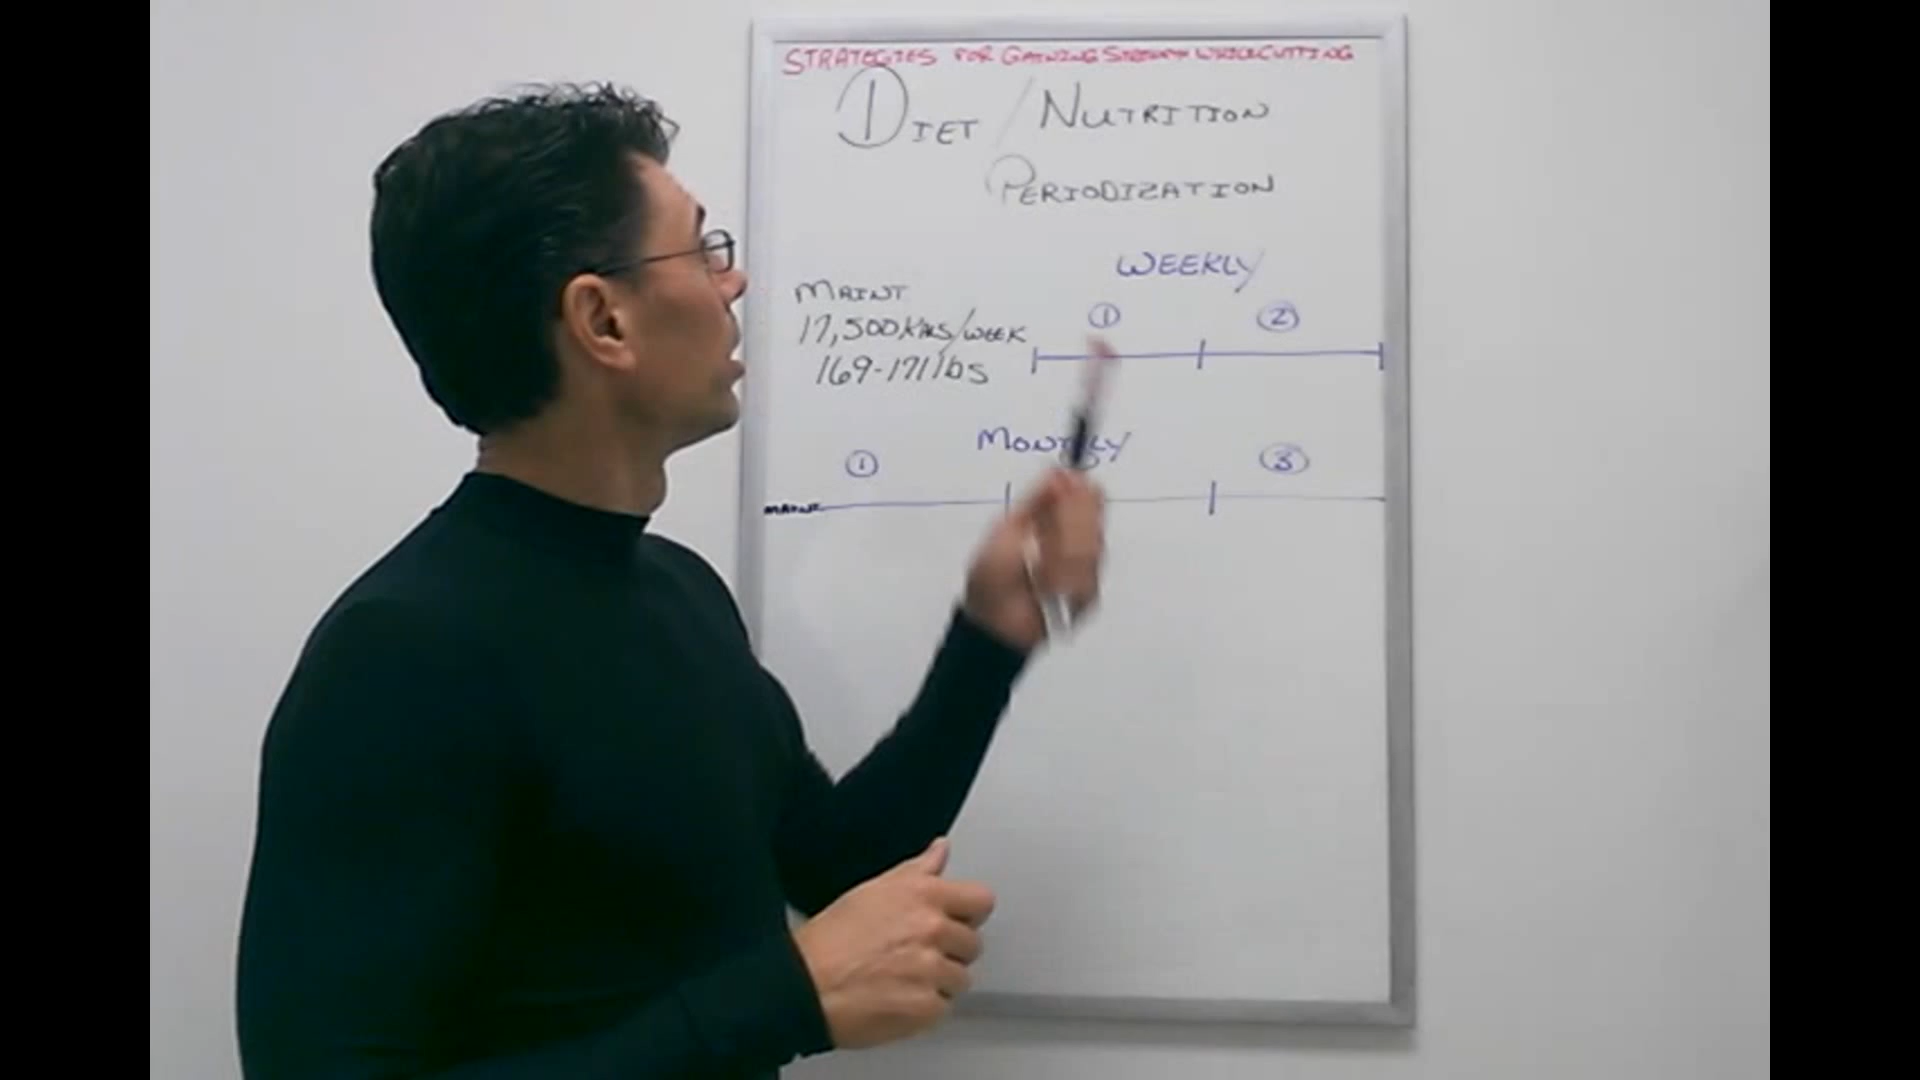 STRATEGIES FOR GAINING STRENGTH WHILE CUTTING
DIET / NUTRITION
PERIODIZATION
WEEKLY
MAINT
17,500 KALS/WEEK
169-171 lbs
① ②
MONTHLY
① ③
MAINT